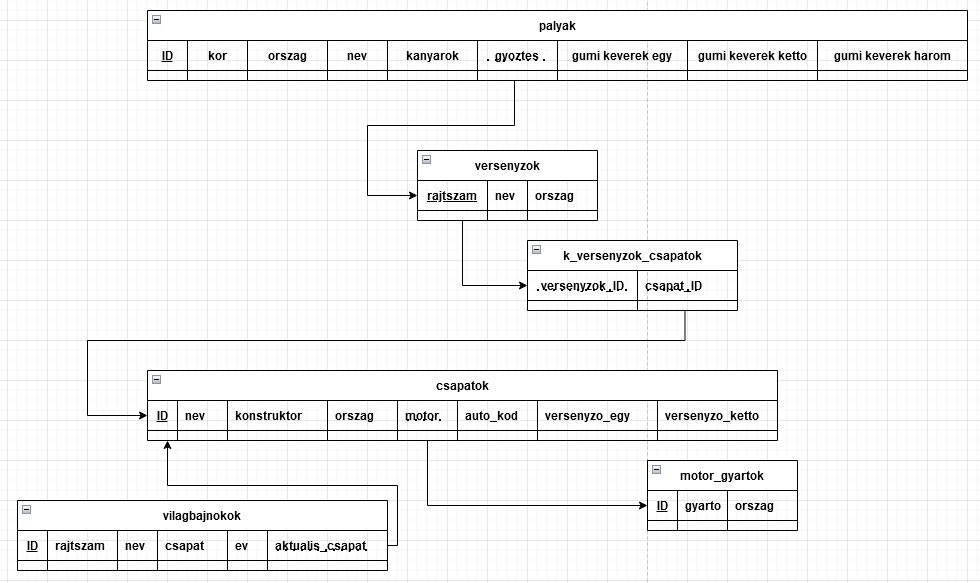 palyak
ID kor orszag nev kanyarok gyoztes gumi keverek egy gumi keverek ketto gumi keverek harom
versenyzok
rajtszam nev orszag
k_versenyzok_csapatok
versenyzok_ID csapat_ID
csapatok
ID nev konstruktor orszag motor auto_kod versenyzo_egy versenyzo_ketto
motor_gyartok
ID gyarto orszag
vilagbajnokok
ID rajtszam nev csapat ev aktualis_csapat